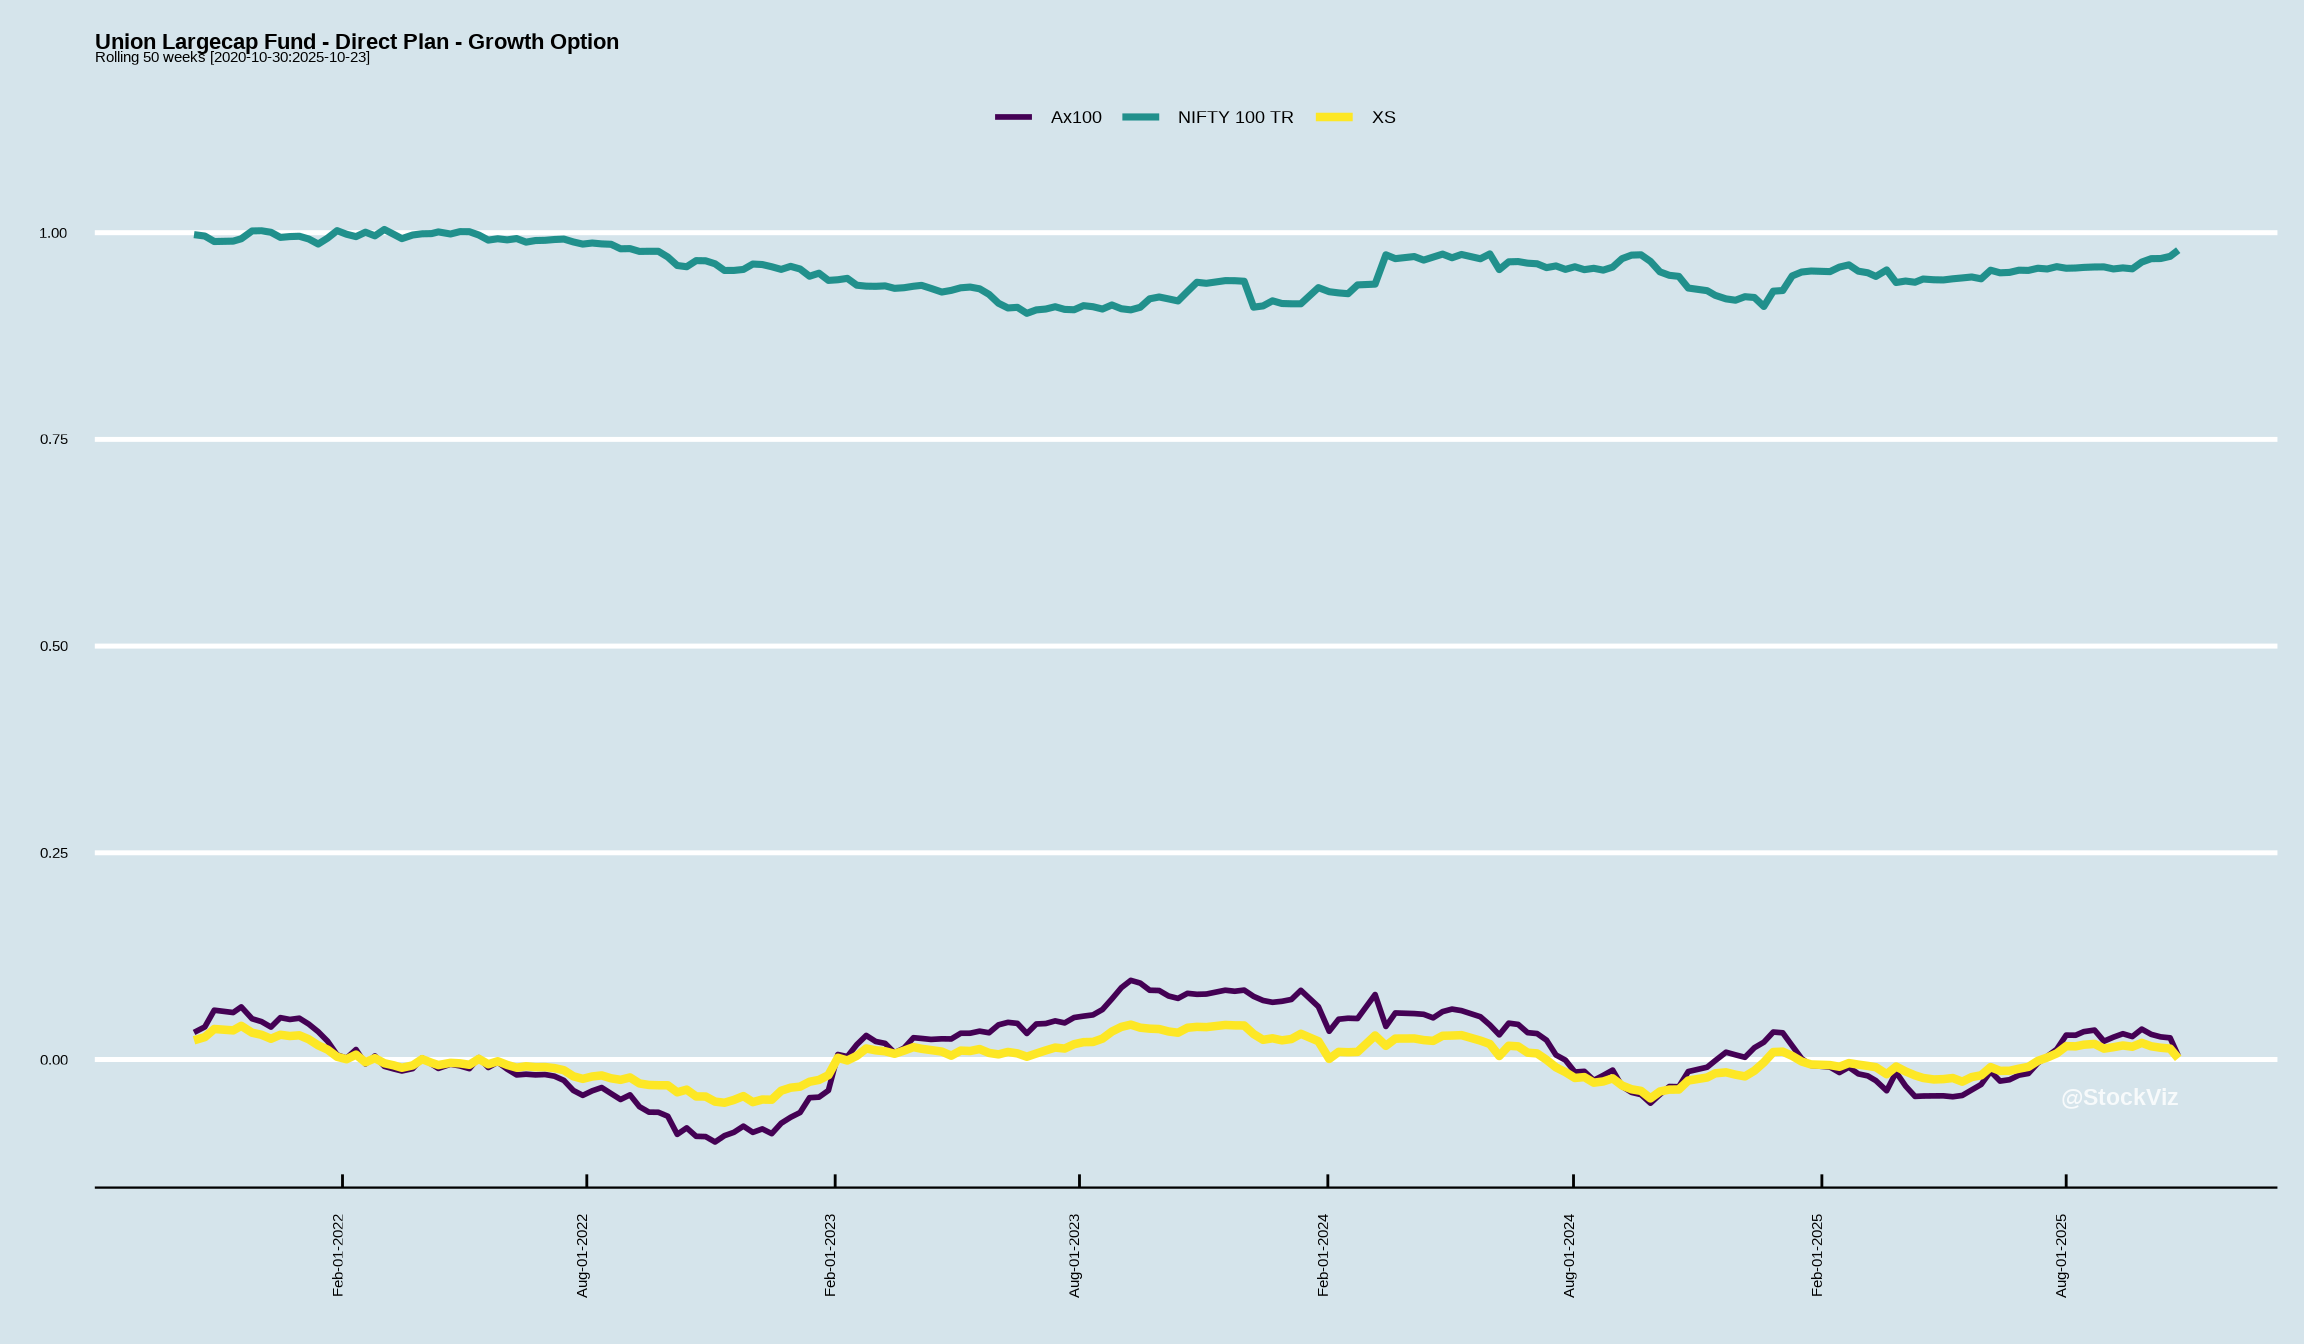 Union Largecap Fund - Direct Plan - Growth Option
Rolling 50 weeks [2020-10-30:2025-10-23]
Ax100 NIFTY 100 TR XS
1.00
0.75
0.50
0.25
0.00
@StockViz
Feb-01-2022
Aug-01-2022
Feb-01-2023
Aug-01-2023
Feb-01-2024
Aug-01-2024
Feb-01-2025
Aug-01-2025